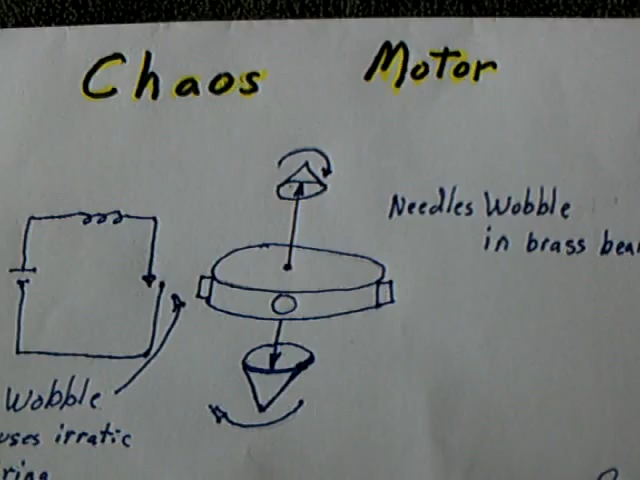 Chaos Motor
Needles Wobble
in brass
Wobble
irratic